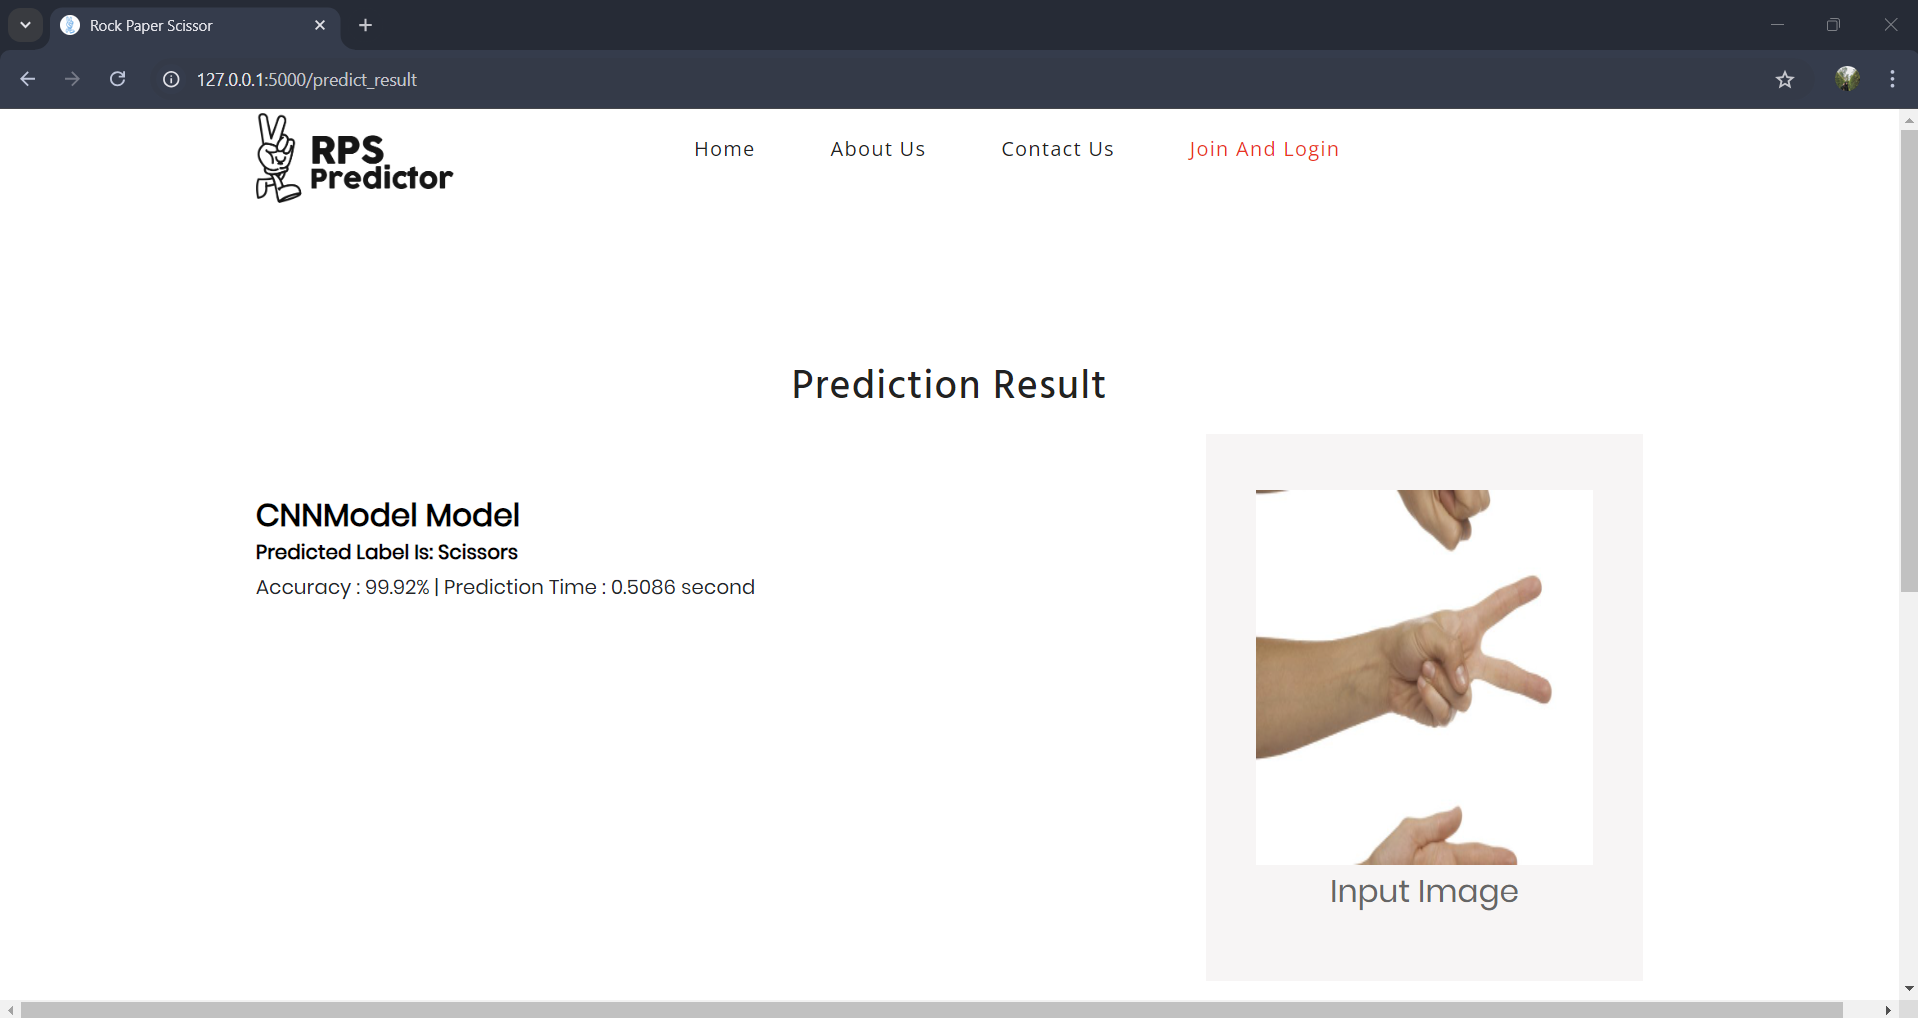 Rock Paper Scissor
127.0.0.1:5000/predict_result
RPS
Predictor
Home
About Us
Contact Us
Join And Login
Prediction Result
CNNModel Model
Predicted Label Is: Scissors
Accuracy : 99.92% | Prediction Time : 0.5086 second
Input Image